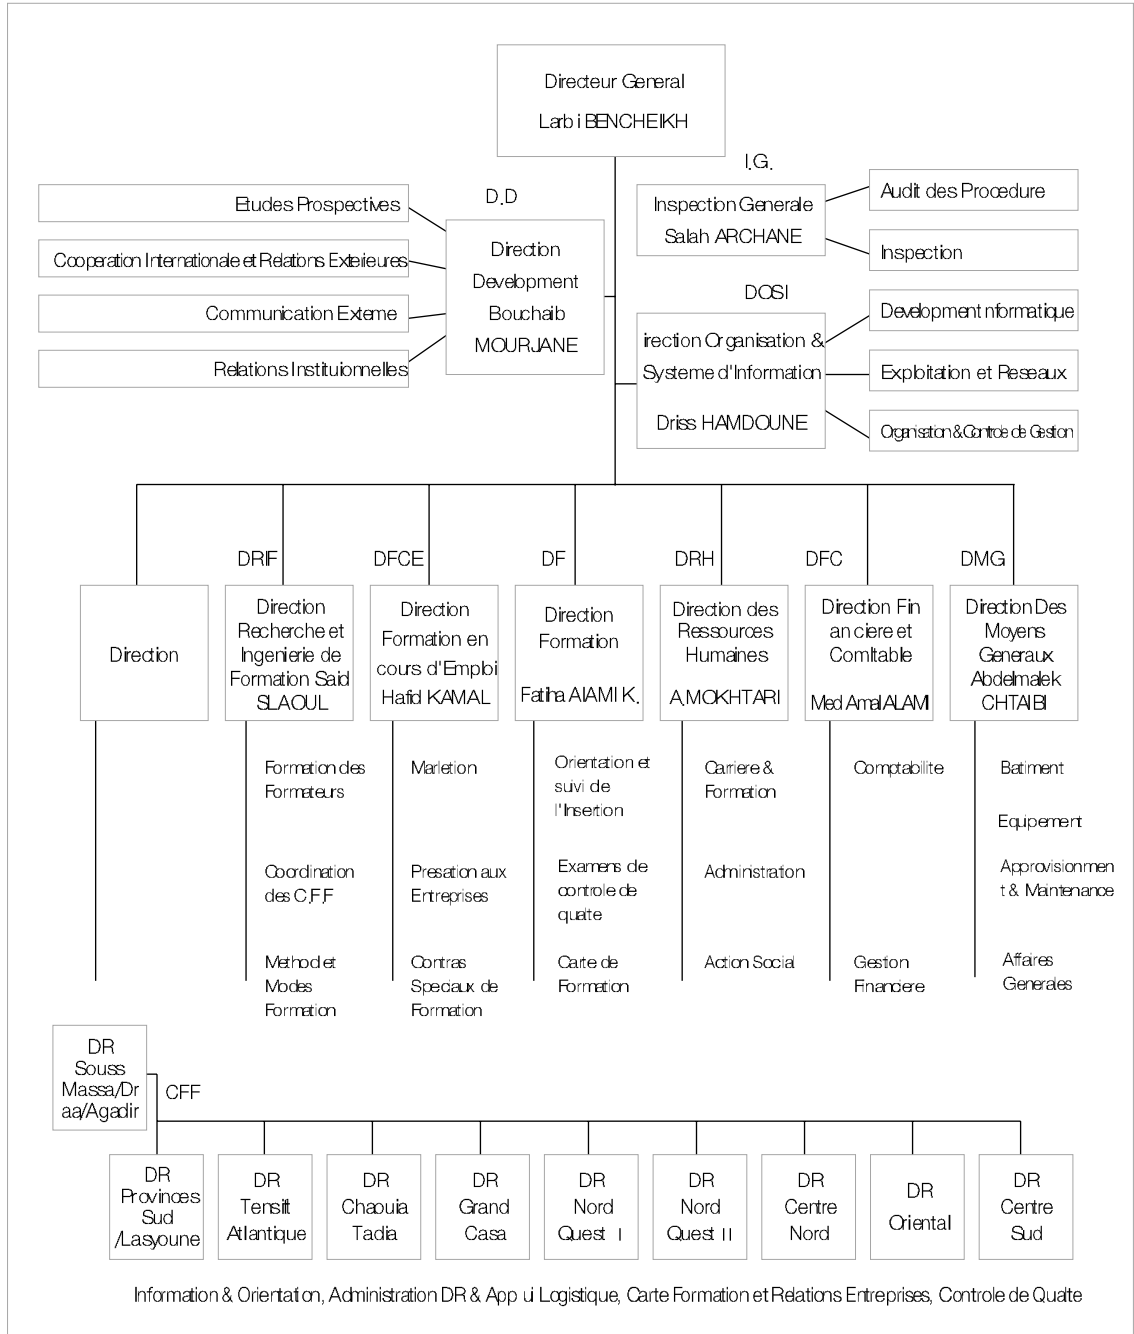 Directeur General
Larbi BENCHEIKH
I.G.
D.D
Etudes Prospectives
Cooperation Internationale et Relations Exterieures
Communication Exteme
Relations Instituionnelles
Direction
Development
Bouchaib
MOURJANE
Inspection Generale
Salah ARCHANE
Audit des Procedure
Inspection
DOSI
irection Organisation &
Systeme d'Information
Driss HAMDOUNE
Development nformatique
Exploitation et Reseaux
Organisation & Controle de Gestion
DRIF
DFCE
DF
DRH
DFC
DMG
Direction
Direction
Recherche et
Ingenierie de
Formation Said
SLAOUL
Direction
Formation en
cours d'Emploi
Hafid KAMAL
Direction
Formation
Fatiha AIAMI K.
Direction des
Ressources
Humaines
A.MOKHTARI
Direction Fin
an ciere et
Comltable
Med Amal ALAMI
Direction Des
Moyens
Generaux
Abdelmalek
CHTAIBI
Formation des
Formateurs
Coordination
des C.F.F
Method et
Modes
Formation
Marletion
Presation aux
Entreprises
Contras
Speciaux de
Formation
Orientation et
suivi de
l'Insertion
Examens de
controle de
qualte
Carte de
Formation
Carriere &
Formation
Administration
Action Social
Comptabilite
Gestion
Financiere
Batiment
Equipement
Approvisionmen
t & Maintenance
Affaires
Generales
DR
Souss
Massa/Dr
aa/Agadir
CFF
DR
Provinces
Sud
/Lasyoune
DR
Tensift
Atlantique
DR
Chaouia
Tadia
DR
Grand
Casa
DR
Nord
Quest I
DR
Nord
Quest II
DR
Centre
Nord
DR
Oriental
DR
Centre
Sud
Information & Orientation, Administration DR & App ui Logistique, Carte Formation et Relations Entreprises, Controle de Qualte